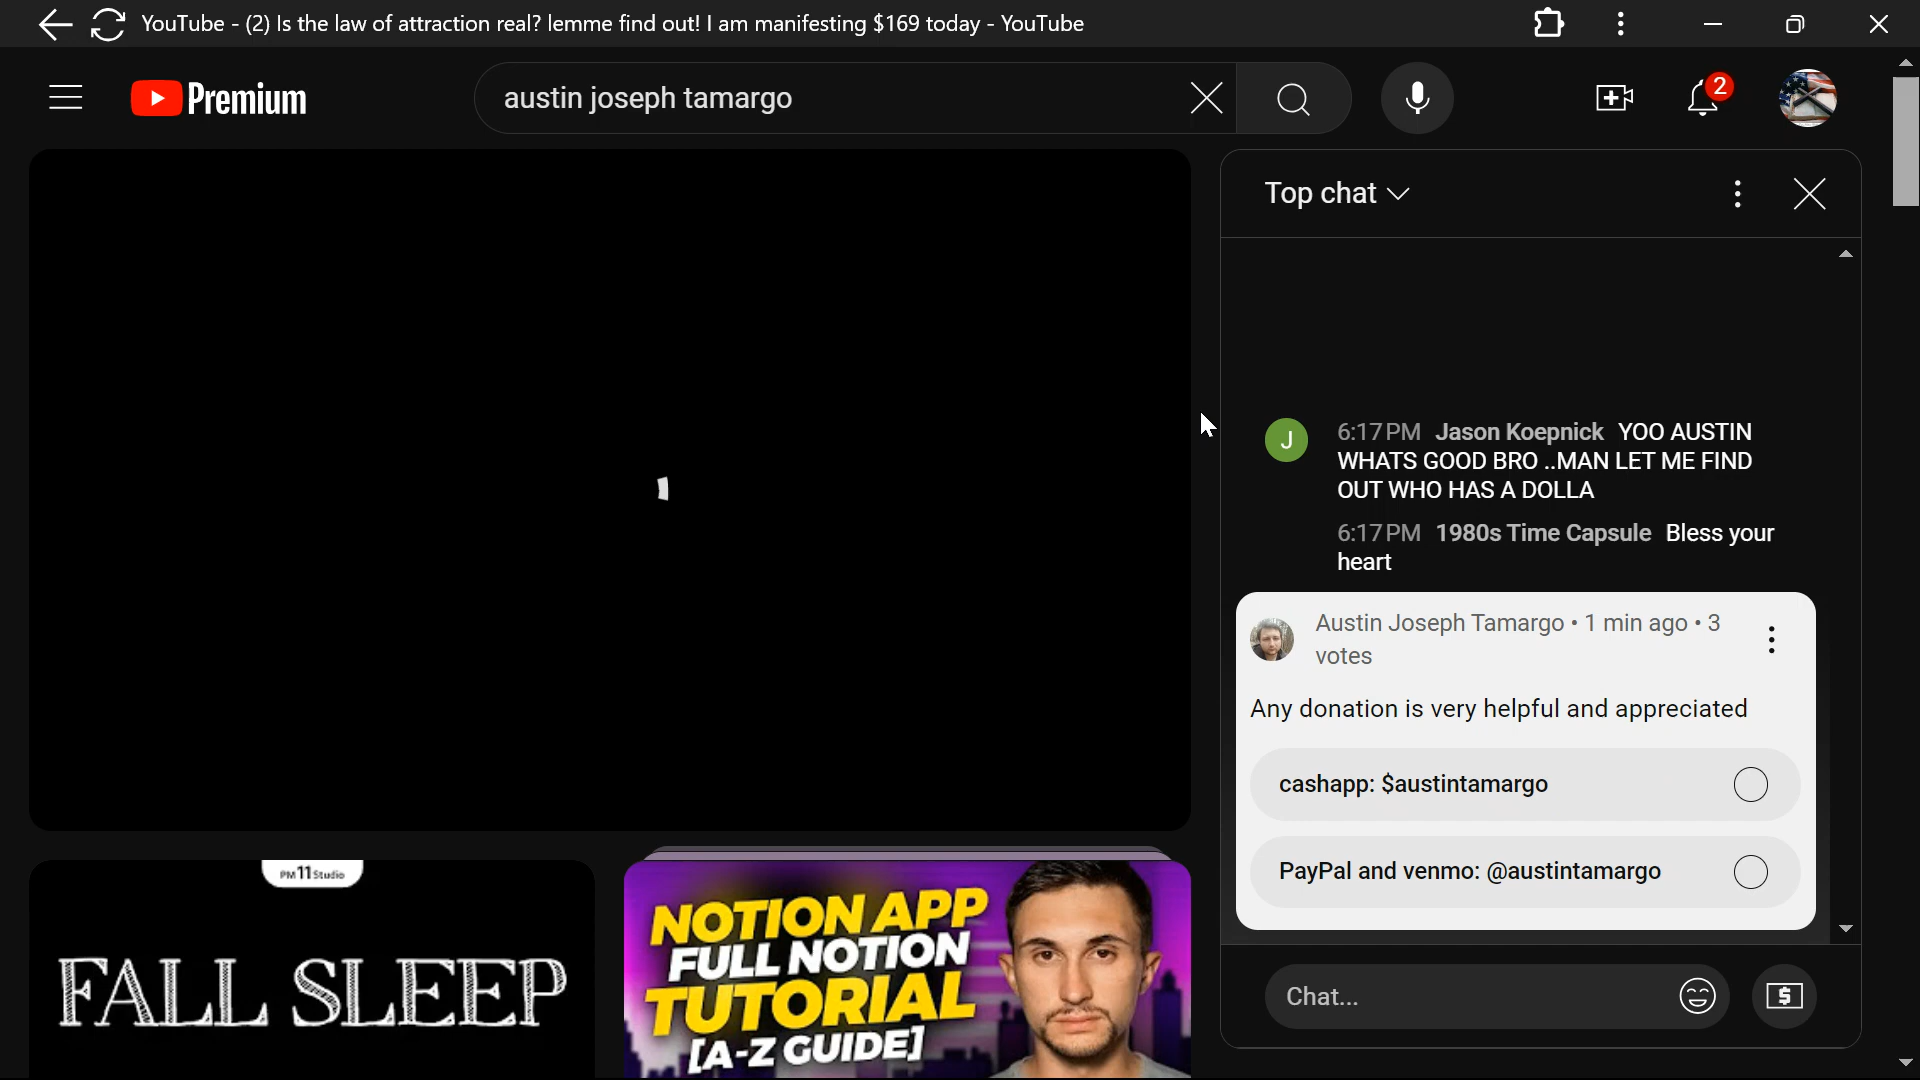 YouTube - (2) Is the law of attraction real? lemme find out! I am manifesting $169 today - YouTube
Premium
austin joseph tamargo
2
Top chat
J
6:17 PM Jason Koepnick YOO AUSTIN
WHATS GOOD BRO ..MAN LET ME FIND
OUT WHO HAS A DOLLA
6:17 PM 1980s Time Capsule Bless your
heart
Austin Joseph Tamargo • 1 min ago • 3
votes
Any donation is very helpful and appreciated
cashapp: $austintamargo
PayPal and venmo: @austintamargo
Chat...
PM 11 Studio
FALL SLEEP
NOTION APP
FULL NOTION
TUTORIAL
[A-Z GUIDE]